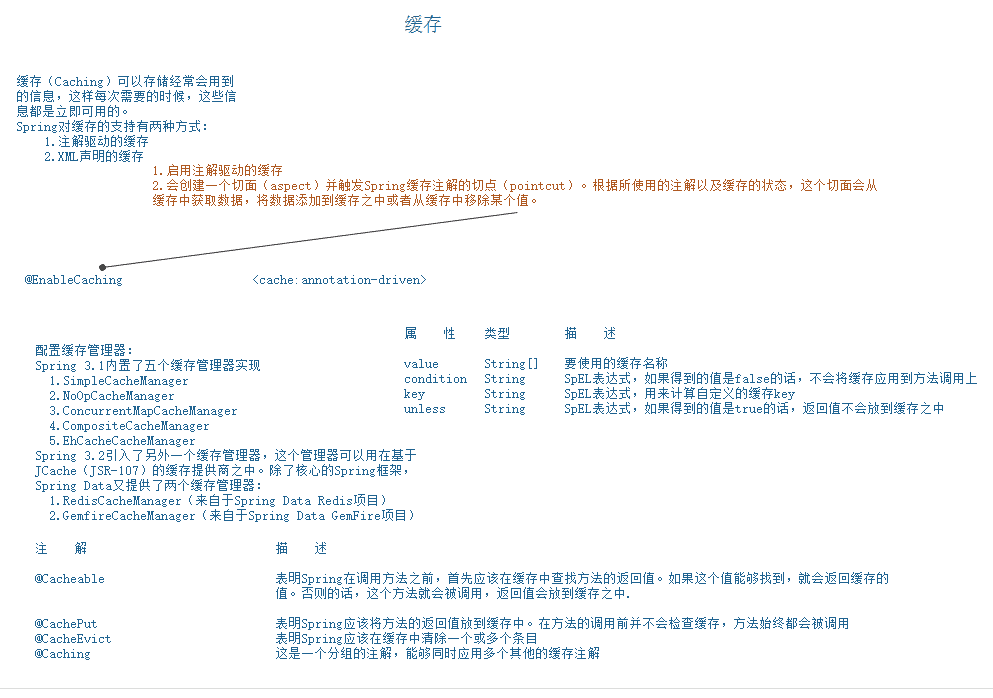 缓存
缓存（Caching）可以存储经常会用到
的信息，这样每次需要的时候，这些信
息都是立即可用的。
Spring对缓存的支持有两种方式：
1.注解驱动的缓存
2.XML声明的缓存
1.启用注解驱动的缓存
2.会创建一个切面（aspect）并触发Spring缓存注解的切点（pointcut）。根据所使用的注解以及缓存的状态，这个切面会从
缓存中获取数据，将数据添加到缓存之中或者从缓存中移除某个值。
@EnableCaching <cache:annotation-driven>
配置缓存管理器：
Spring 3.1内置了五个缓存管理器实现
1.SimpleCacheManager
2.NoOpCacheManager
3.ConcurrentMapCacheManager
4.CompositeCacheManager
5.EhCacheCacheManager
Spring 3.2引入了另外一个缓存管理器，这个管理器可以用在基于
JCache（JSR-107）的缓存提供商之中。除了核心的Spring框架，
Spring Data又提供了两个缓存管理器：
1.RedisCacheManager（来自于Spring Data Redis项目）
2.GemfireCacheManager（来自于Spring Data GemFire项目）
属 性 类型 描 述
value String[] 要使用的缓存名称
condition String SpEL表达式，如果得到的值是false的话，不会将缓存应用到方法调用上
key String SpEL表达式，用来计算自定义的缓存key
unless String SpEL表达式，如果得到的值是true的话，返回值不会放到缓存之中
注 解 描 述
@Cacheable 表明Spring在调用方法之前，首先应该在缓存中查找方法的返回值。如果这个值能够找到，就会返回缓存的
值。否则的话，这个方法就会被调用，返回值会放到缓存之中.
@CachePut 表明Spring应该将方法的返回值放到缓存中。在方法的调用前并不会检查缓存，方法始终都会被调用
@CacheEvict 表明Spring应该在缓存中清除一个或多个条目
@Caching 这是一个分组的注解，能够同时应用多个其他的缓存注解